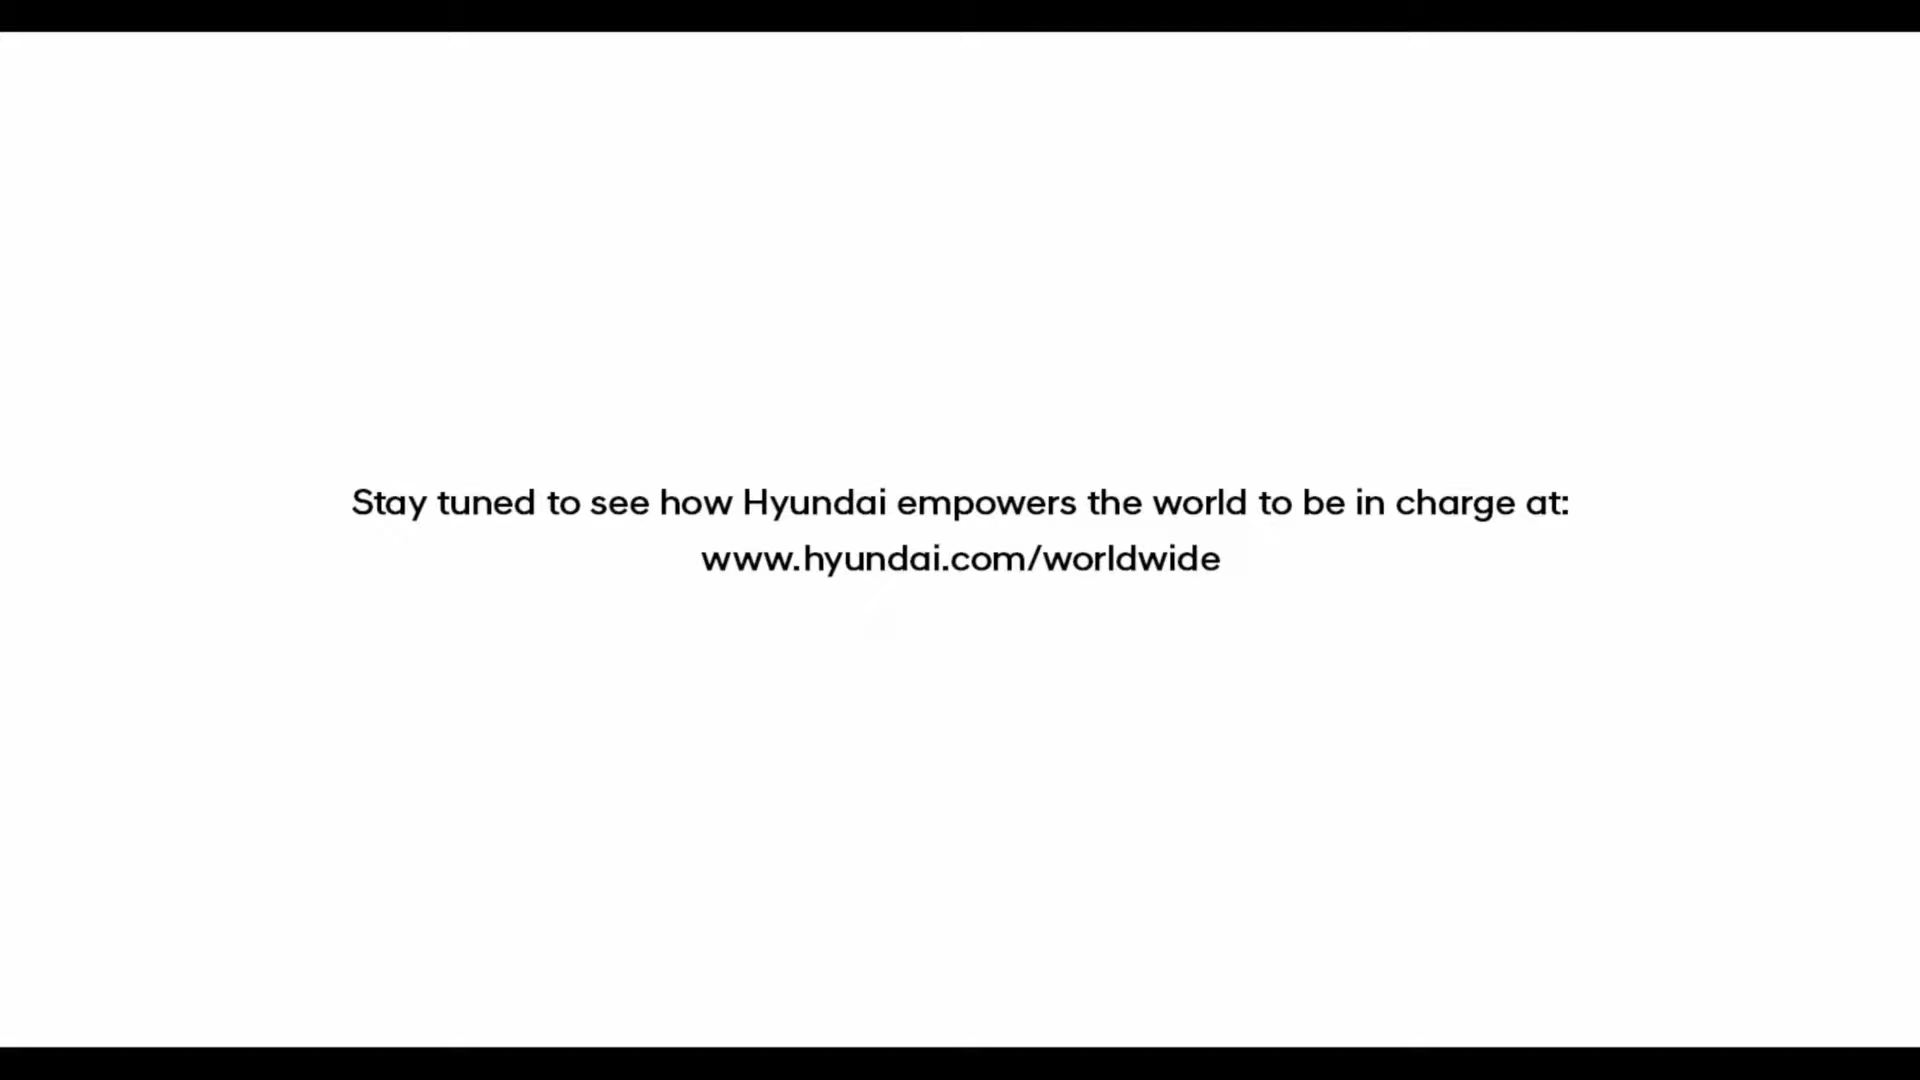 Stay tuned to see how Hyundai empowers the world to be in charge at:
www.hyundai.com/worldwide